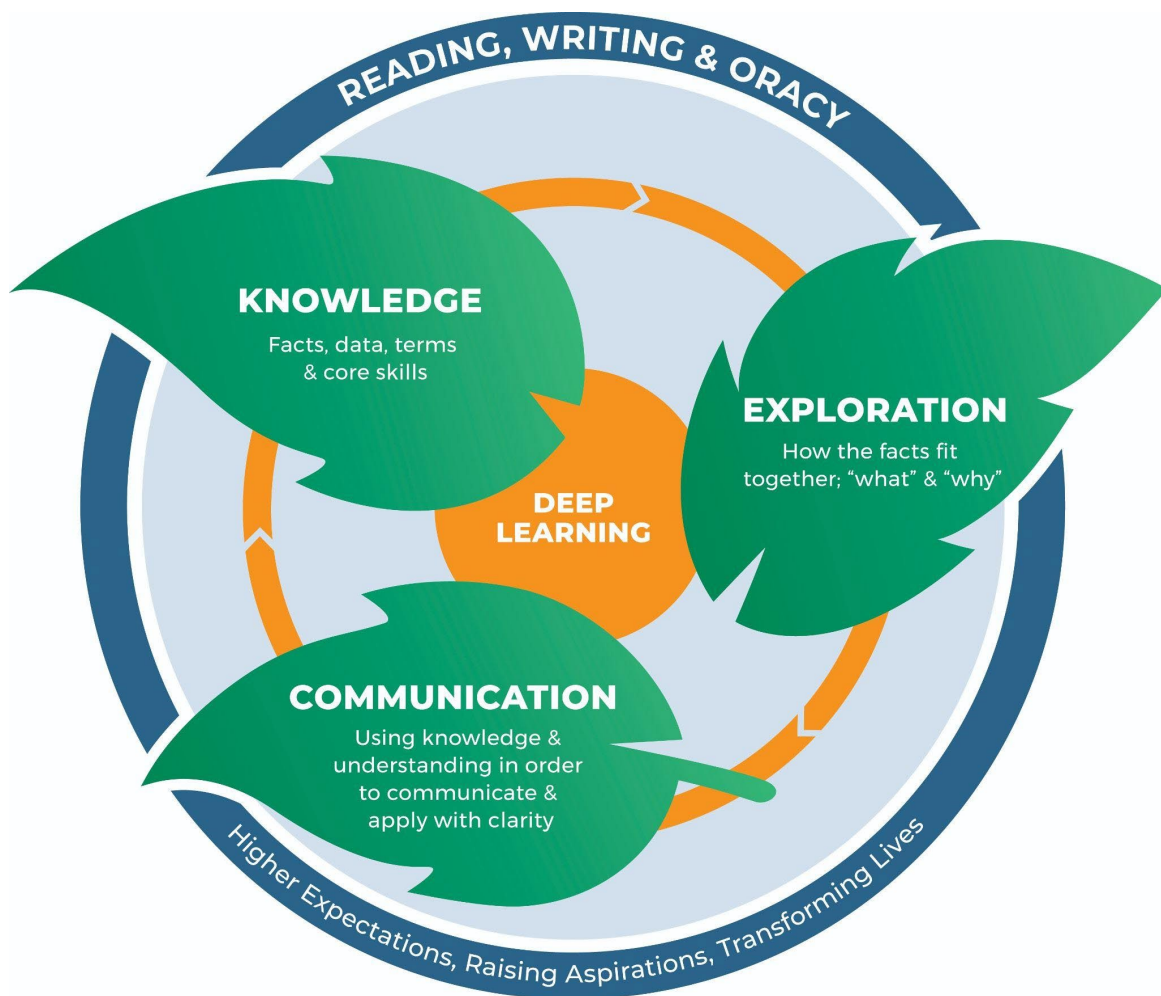 READING, WRITING & ORACY
KNOWLEDGE
Facts, data, terms
& core skills
EXPLORATION
How the facts fit
together; “what” & “why”
DEEP
LEARNING
COMMUNICATION
Using knowledge &
understanding in order
to communicate &
apply with clarity
Higher Expectations, Raising Aspirations, Transforming Lives